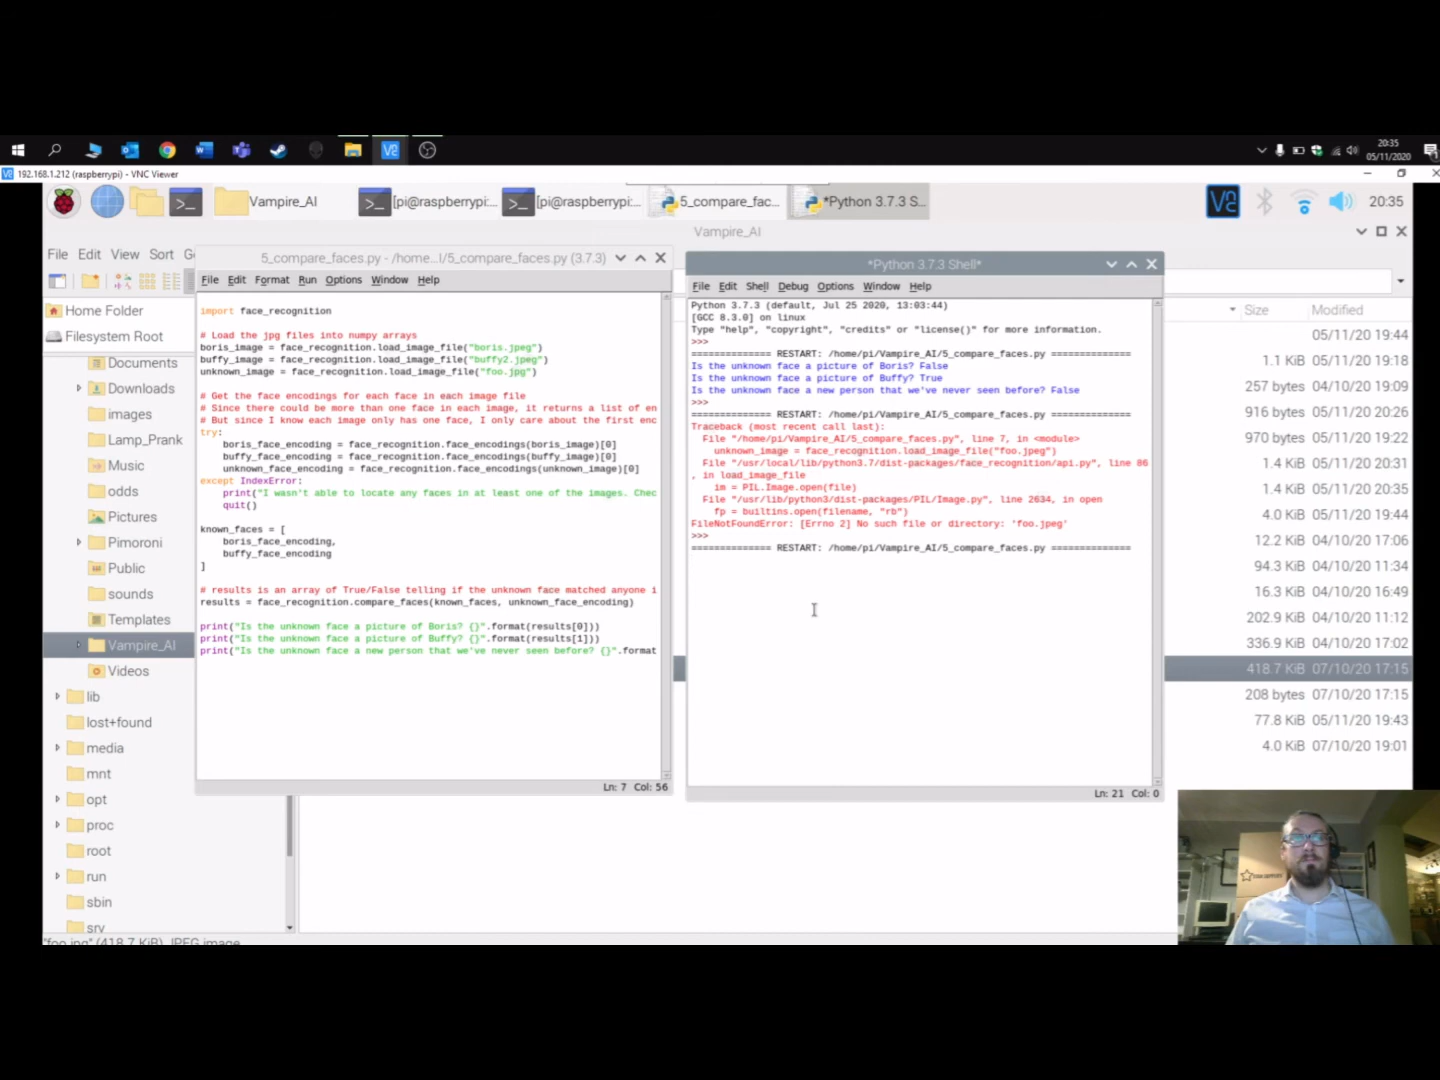 20:35
05/11/2020
192.168.1.212 (raspberrypi) - VNC Viewer
Vampire_AI
[pi@raspberrypi:...
[pi@raspberrypi:...
5_compare_fac...
*Python 3.7.3 S...
20:35
Vampire_AI
File Edit View Sort
Home Folder
Filesystem Root
Documents
Downloads
images
Lamp_Prank
Music
odds
Pictures
Pimoroni
Public
sounds
Templates
Vampire_AI
Videos
lib
lost+found
media
mnt
opt
proc
root
run
sbin
srv
"foo.jpg" (418.7 KiB) JPEG image
5_compare_faces.py - /home...I/5_compare_faces.py (3.7.3)
File Edit Format Run Options Window Help
import face_recognition
# Load the jpg files into numpy arrays
boris_image = face_recognition.load_image_file("boris.jpeg")
buffy_image = face_recognition.load_image_file("buffy2.jpeg")
unknown_image = face_recognition.load_image_file("foo.jpg")
# Get the face encodings for each face in each image file
# Since there could be more than one face in each image, it returns a list of en
# But since I know each image only has one face, I only care about the first enc
try:
boris_face_encoding = face_recognition.face_encodings(boris_image)[0]
buffy_face_encoding = face_recognition.face_encodings(buffy_image)[0]
unknown_face_encoding = face_recognition.face_encodings(unknown_image)[0]
except IndexError:
print("I wasn't able to locate any faces in at least one of the images. Chec
quit()
known_faces = [
boris_face_encoding,
buffy_face_encoding
]
# results is an array of True/False telling if the unknown face matched anyone i
results = face_recognition.compare_faces(known_faces, unknown_face_encoding)
print("Is the unknown face a picture of Boris? {}".format(results[0]))
print("Is the unknown face a picture of Buffy? {}".format(results[1]))
print("Is the unknown face a new person that we've never seen before? {}".format
Ln: 7 Col: 56
*Python 3.7.3 Shell*
File Edit Shell Debug Options Window Help
Python 3.7.3 (default, Jul 25 2020, 13:03:44)
[GCC 8.3.0] on linux
Type "help", "copyright", "credits" or "license()" for more information.
>>>
============== RESTART: /home/pi/Vampire_AI/5_compare_faces.py ==============
Is the unknown face a picture of Boris? False
Is the unknown face a picture of Buffy? True
Is the unknown face a new person that we've never seen before? False
>>>
============== RESTART: /home/pi/Vampire_AI/5_compare_faces.py ==============
Traceback (most recent call last):
File "/home/pi/Vampire_AI/5_compare_faces.py", line 7, in <module>
unknown_image = face_recognition.load_image_file("foo.jpeg")
File "/usr/local/lib/python3.7/dist-packages/face_recognition/api.py", line 86
, in load_image_file
im = PIL.Image.open(file)
File "/usr/lib/python3/dist-packages/PIL/Image.py", line 2634, in open
fp = builtins.open(filename, "rb")
FileNotFoundError: [Errno 2] No such file or directory: 'foo.jpeg'
>>>
============== RESTART: /home/pi/Vampire_AI/5_compare_faces.py ==============
Ln: 21 Col: 0
Size Modified
05/11/20 19:44
1.1 KiB 05/11/20 19:18
257 bytes 04/10/20 19:09
916 bytes 05/11/20 20:26
970 bytes 05/11/20 19:22
1.4 KiB 05/11/20 20:31
1.4 KiB 05/11/20 20:35
4.0 KiB 05/11/20 19:44
12.2 KiB 04/10/20 17:06
94.3 KiB 04/10/20 11:34
16.3 KiB 04/10/20 16:49
202.9 KiB 04/10/20 11:12
336.9 KiB 04/10/20 17:02
418.7 KiB 07/10/20 17:15
208 bytes 07/10/20 17:15
77.8 KiB 05/11/20 19:43
4.0 KiB 07/10/20 19:01